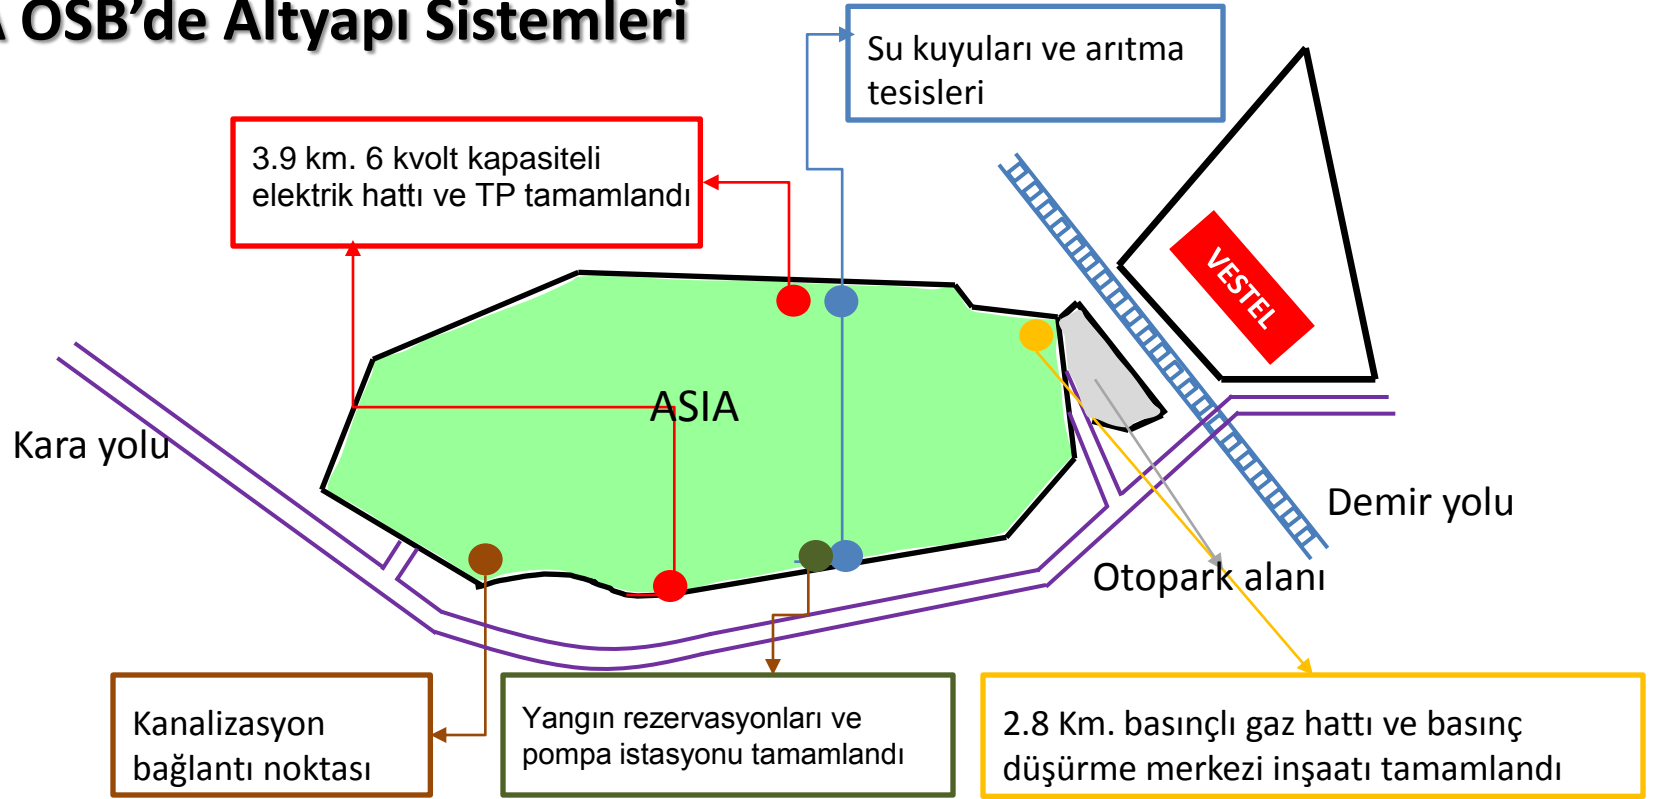 A OSB’de Altyapı Sistemleri
Su kuyuları ve arıtma
tesisleri
3.9 km. 6 kvolt kapasiteli
elektrik hattı ve TP tamamlandı
VESTEL
ASIA
Kara yolu
Demir yolu
Otopark alanı
Kanalizasyon
bağlantı noktası
Yangın rezervasyonları ve
pompa istasyonu tamamlandı
2.8 Km. basınçlı gaz hattı ve basınç
düşürme merkezi inşaatı tamamlandı